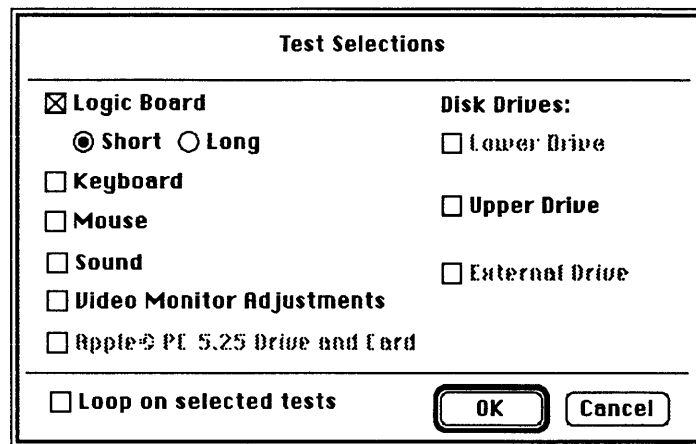 Test Selections
Logic Board
Short Long
Keyboard
Mouse
Sound
Video Monitor Adjustments
Apple® PC 5.25 Drive and Card
Disk Drives:
Lower Drive
Upper Drive
External Drive
Loop on selected tests
OK Cancel